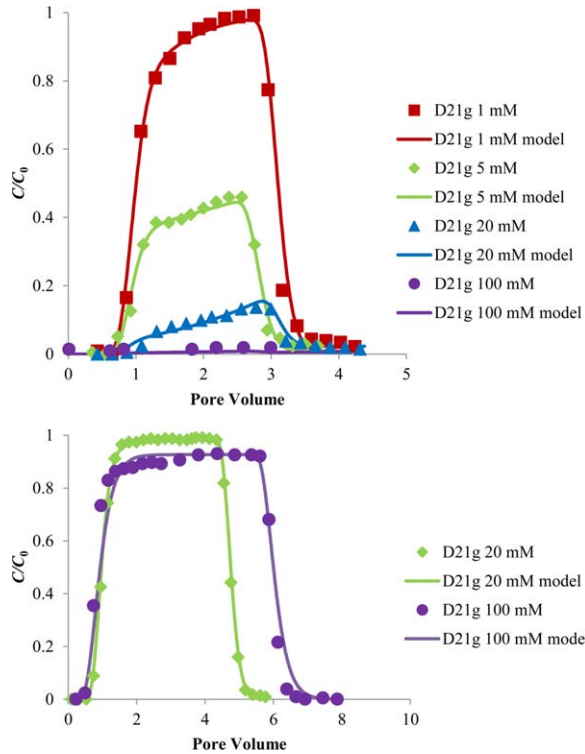 1
0.8
0.6
0.4
0.2
0
C/C0
0 1 2 3 4 5
Pore Volume
D21g 1 mM
D21g 1 mM model
D21g 5 mM
D21g 5 mM model
D21g 20 mM
D21g 20 mM model
D21g 100 mM
D21g 100 mM model
1
0.8
0.6
0.4
0.2
0
C/C0
0 2 4 6 8 10
Pore Volume
D21g 20 mM
D21g 20 mM model
D21g 100 mM
D21g 100 mM mode